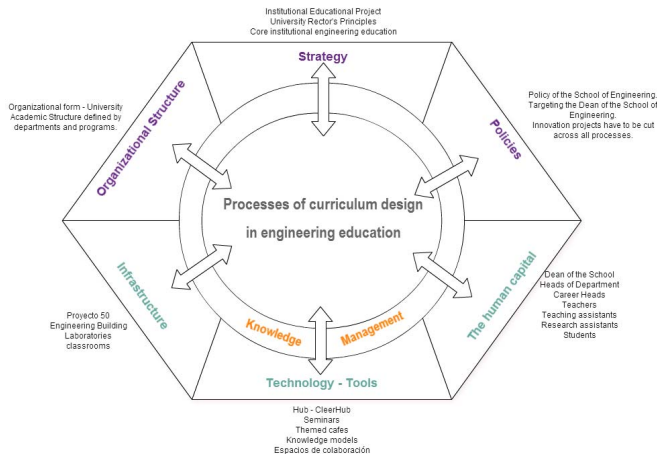 Institutional Educational Project
University Rector's Principles
Core institutional engineering education
Strategy
Organizational form - University
Academic Structure defined by
departments and programs.
Organizational Structure
Policies
Policy of the School of Engineering.
Targeting the Dean of the School of
Engineering.
Innovation projects have to be cut
across all processes.
Processes of curriculum design
in engineering education
Infrastructure
Proyecto 50
Engineering Building
Laboratories
classrooms
The human capital
Dean of the School
Heads of Department
Career Heads
Teachers
Teaching assistants
Research assistants
Students
Knowledge
Management
Technology - Tools
Hub - CleerHub
Seminars
Themed cafes
Knowledge models
Espacios de colaboración